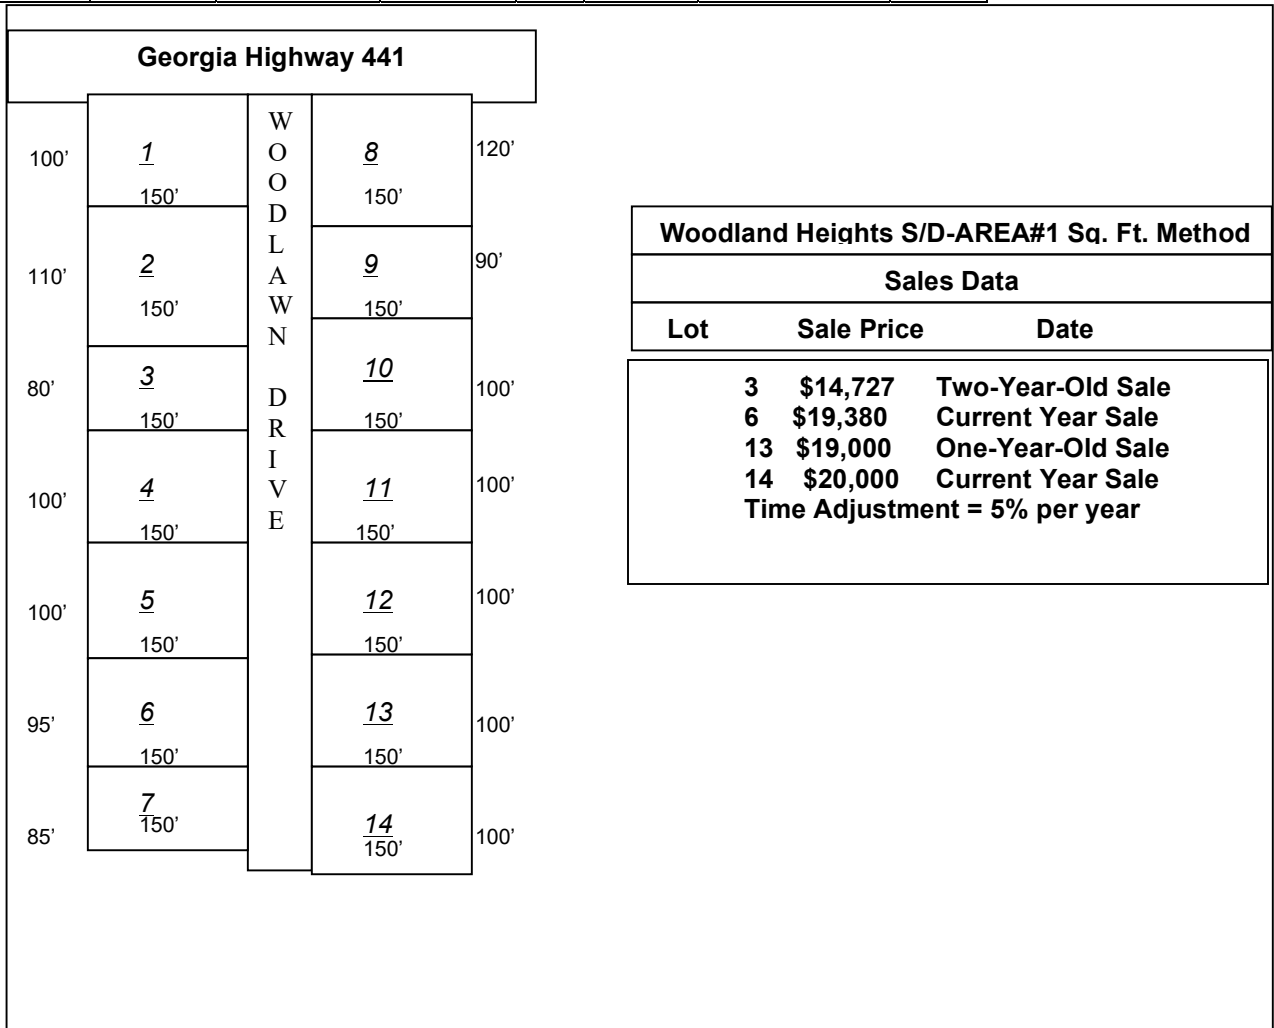 Georgia Highway 441
100'
1
150'
110'
2
150'
80'
3
150'
100'
4
150'
100'
5
150'
95'
6
150'
85'
7
150'
W
O
O
D
L
A
W
N
D
R
I
V
E
8
150'
120'
9
150'
90'
10
150'
100'
11
150'
100'
12
150'
100'
13
150'
100'
14
150'
100'
Woodland Heights S/D-AREA#1 Sq. Ft. Method
Sales Data
Lot Sale Price Date
3 $14,727 Two-Year-Old Sale
6 $19,380 Current Year Sale
13 $19,000 One-Year-Old Sale
14 $20,000 Current Year Sale
Time Adjustment = 5% per year